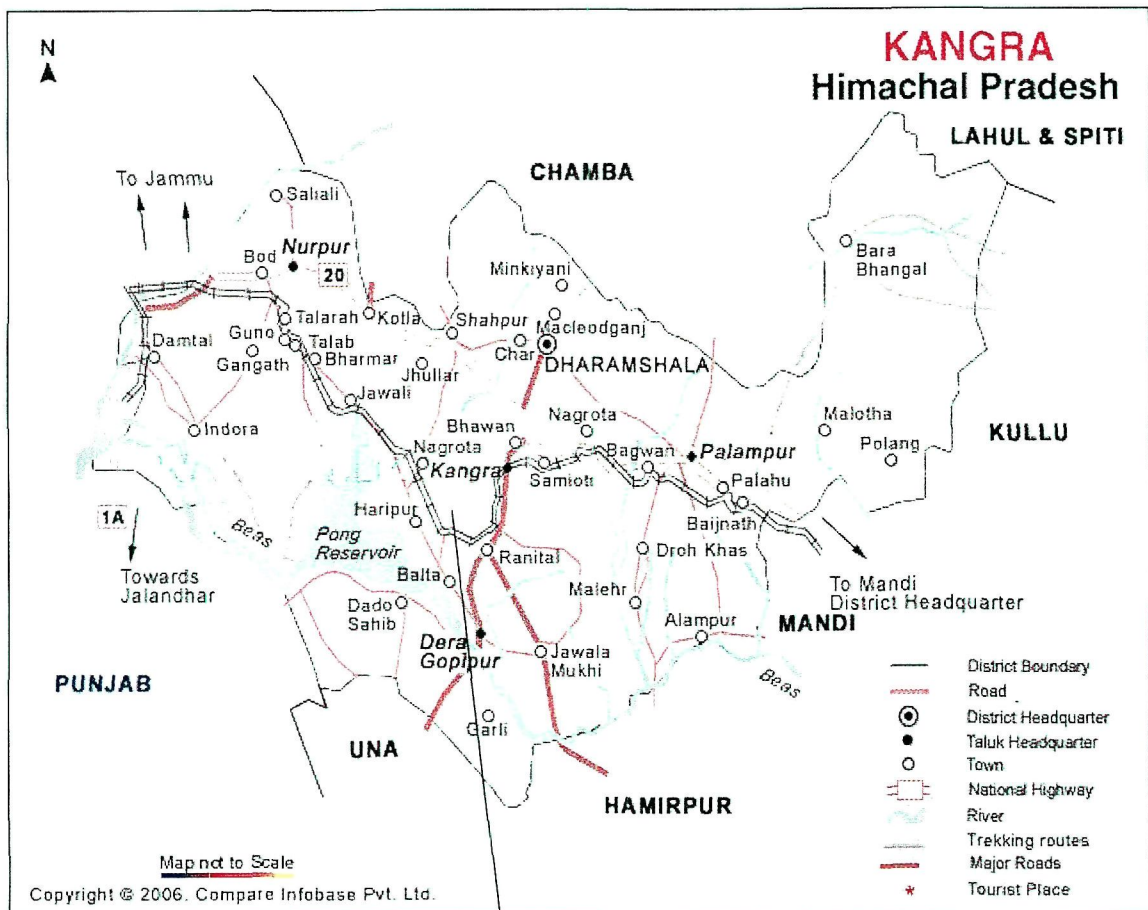 N
KANGRA
Himachal Pradesh
LAHUL & SPITI
CHAMBA
To Jammu
Sahali
Nurpur
Bod
20
Minkiyani
Bara
Bhangal
Talarah
Kotla
Shahpur
Macleodganj
Guno
Talab
Char
DHARAMSHALA
Damtal
Gangath
Bharmar
Jhullar
Jawali
Nagrota
Malotha
KULLU
Indora
Bhawan
Nagrota
Bagwan
Palampur
Polang
Kangra
Samioti
Palahu
1A
Haripur
Baijnath
Beas
Pong
Reservoir
Ranital
Droh Khas
Towards
Jalandhar
Balta
Malehr
To Mandi
District Headquarter
Dado
Sahib
Alampur
MANDI
Dera
Gopipur
Jawala
Mukhi
Beas
PUNJAB
Garli
UNA
HAMIRPUR
District Boundary
Road
District Headquarter
Taluk Headquarter
Town
National Highway
River
Trekking routes
Major Roads
Tourist Place
Map not to Scale
Copyright © 2006. Compare Infobase Pvt. Ltd.